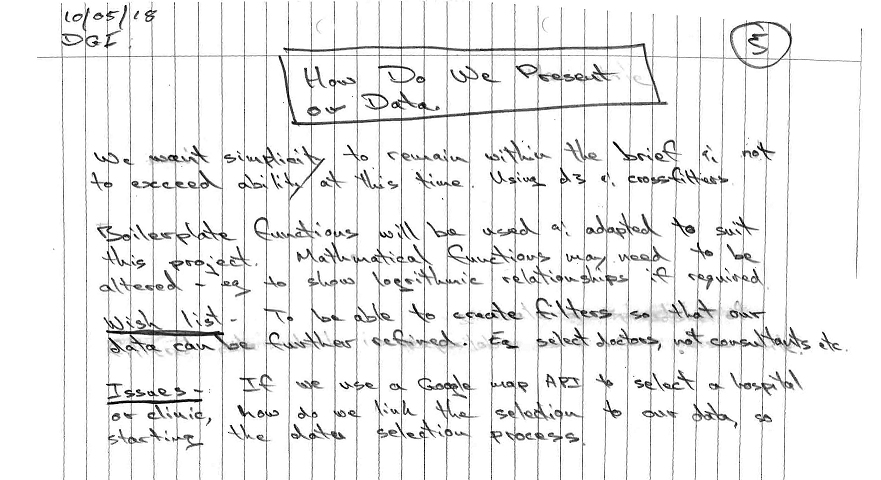 10/05/18
DGI.
5
How Do We Present
our Data.
We want simplicity to remain within the brief & not
to exceed ability at this time. Using d3 & crossfilters
Boilerplate functions will be used & adapted to suit
this project. Mathmatical functions may need to be
altered - eg to show logrithmic relationships if required
Wish list - To be able to create filters so that our
data can be further refined. Eg select doctors, not consultants etc.
Issues - If we use a Google map API to select a hospital
or clinic, how do we link the selection to our data, so
starting the data selection process.